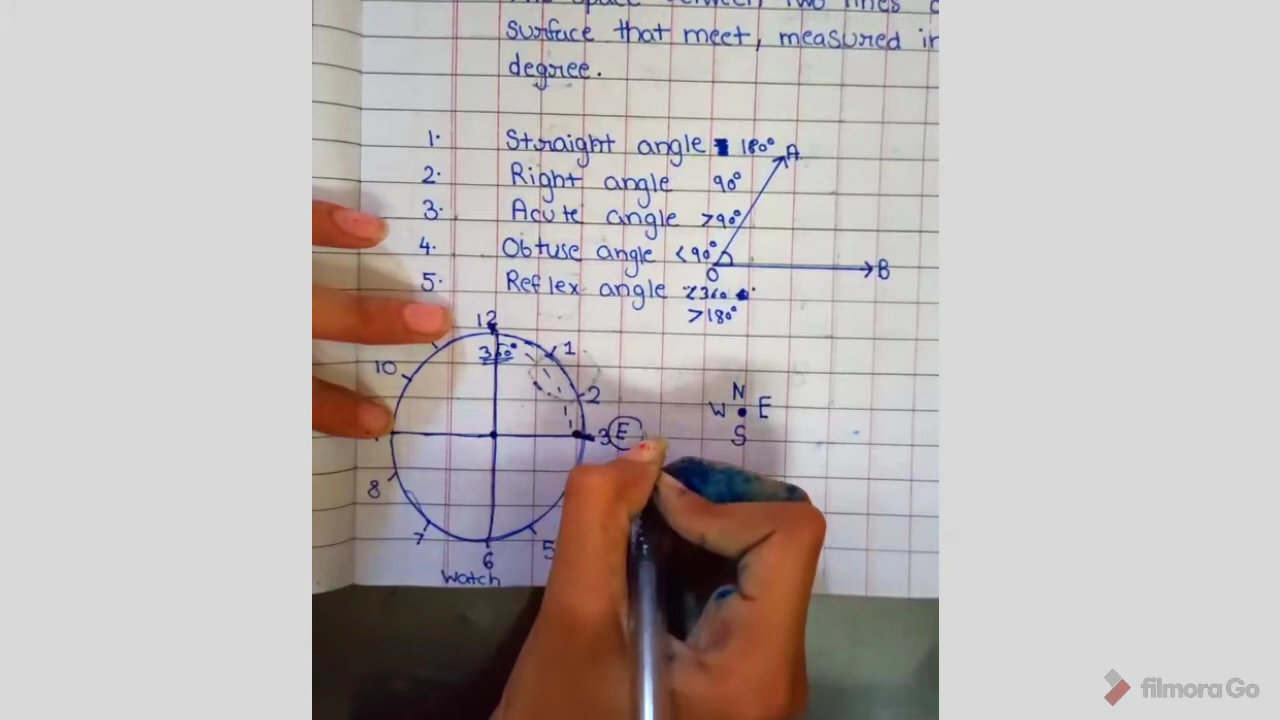 surface that meet, measured in
degree.
1. Straight angle 180°
2. Right angle 90°
3. Acute angle >90°
4. Obtuse angle <90°
5. Reflex angle <360
>180°
A
O
B
12
360°
1
2
3 E
5
6
7
8
10
Watch
N
W E
S
filmora Go